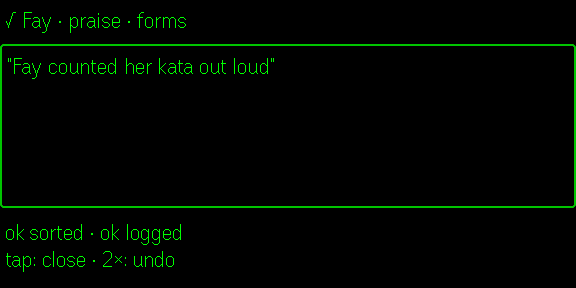 √ Fay · praise · forms
"Fay counted her kata out loud"
ok sorted · ok logged
tap: close · 2×: undo